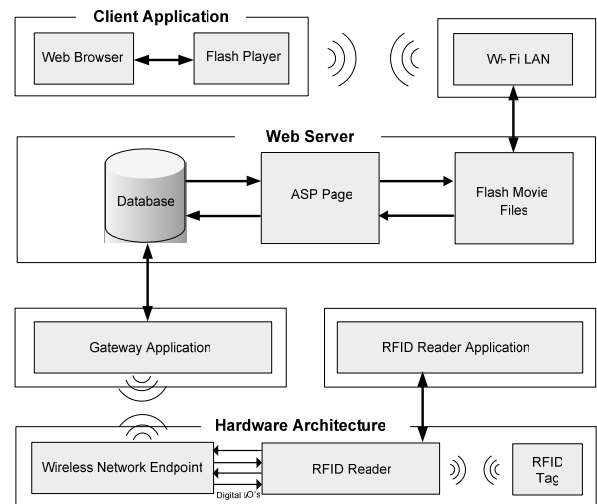 Client Application
Web Browser
Flash Player
Wi-Fi LAN
Web Server
Database
ASP Page
Flash Movie
Files
Gateway Application
RFID Reader Application
Hardware Architecture
Wireless Network Endpoint
Digital I/O's
RFID Reader
RFID
Tag